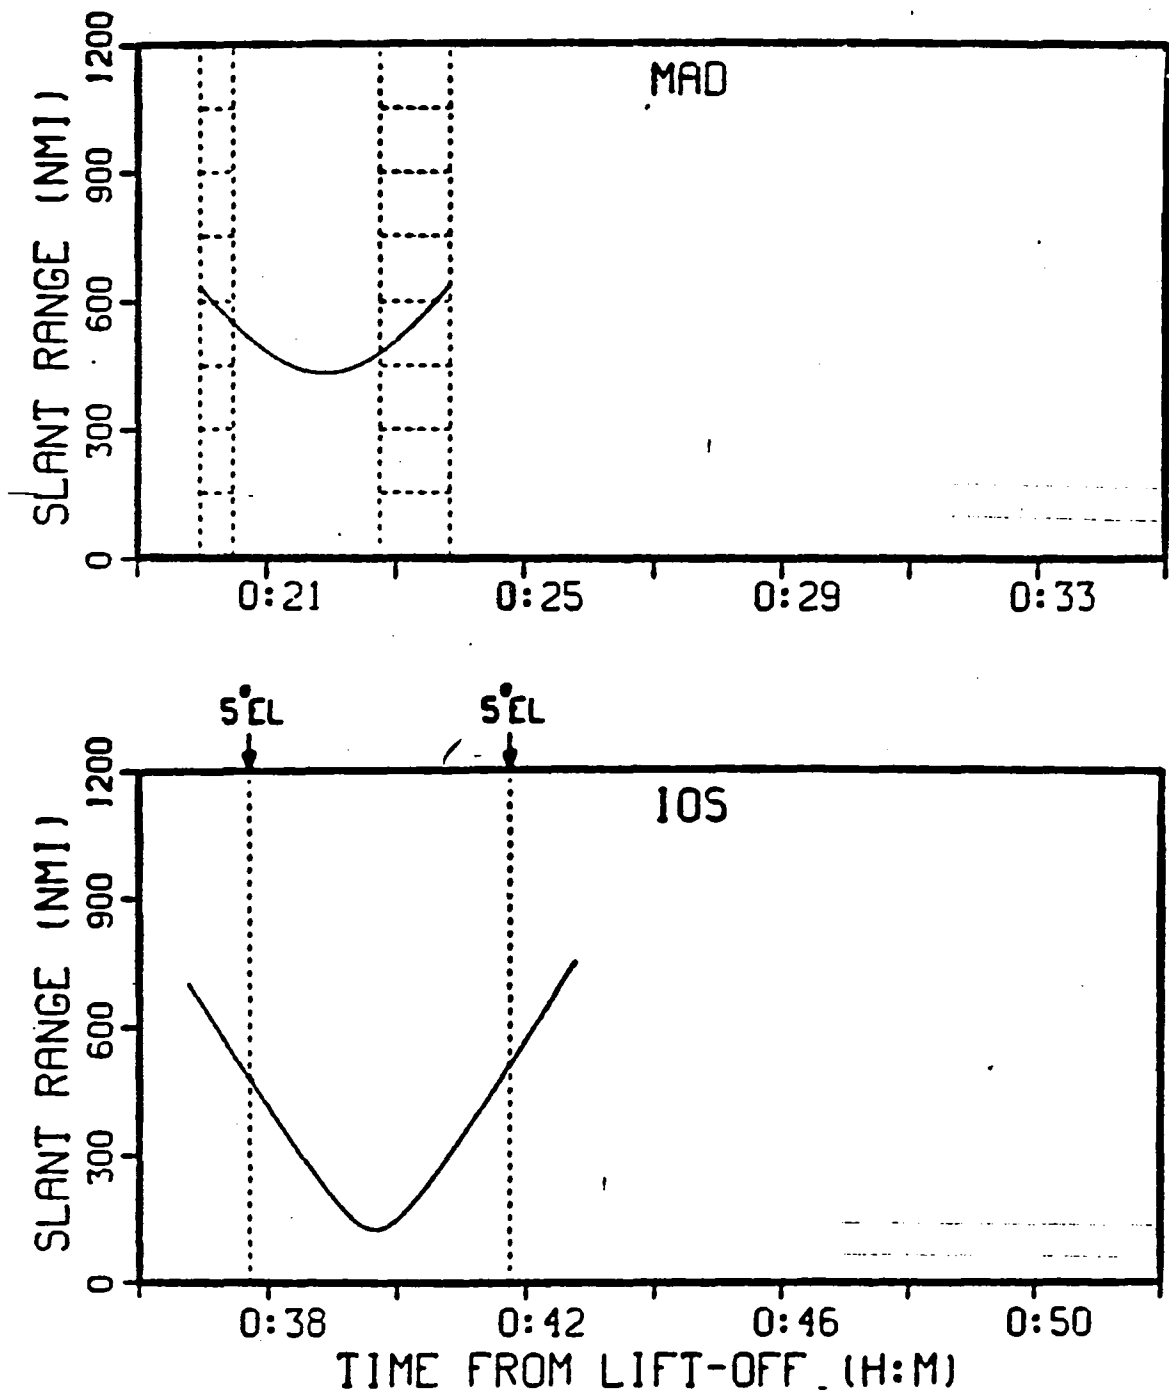 MAD
SLANT RANGE (NMI)
1200
900
600
300
0
0:21 0:25 0:29 0:33
5°EL 5°EL
IOS
SLANT RANGE (NMI)
1200
900
600
300
0
0:38 0:42 0:46 0:50
TIME FROM LIFT-OFF (H:M)